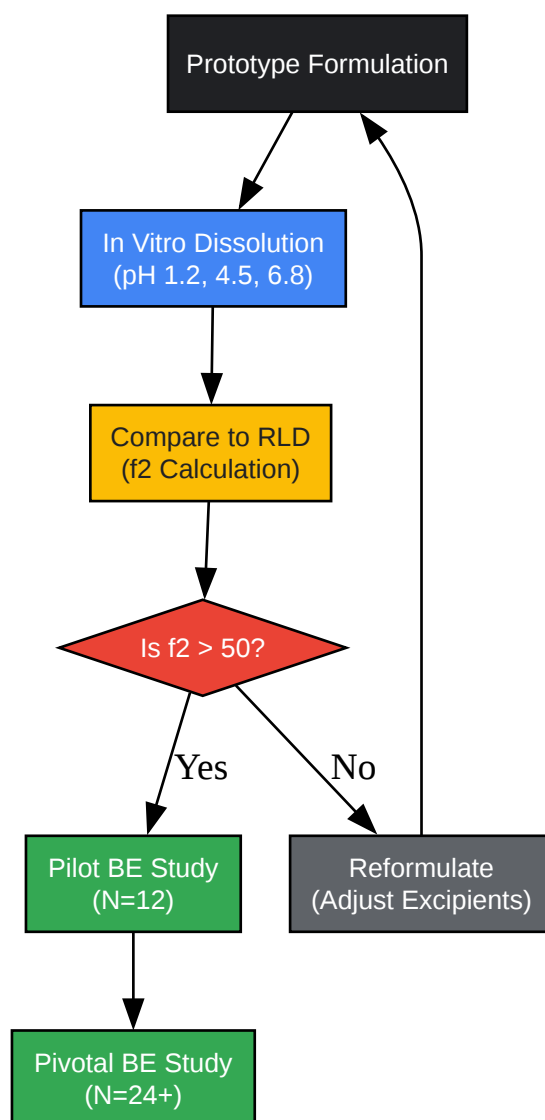 Prototype Formulation
In Vitro Dissolution
(pH 1.2, 4.5, 6.8)
Compare to RLD
(f2 Calculation)
Is f2 > 50?
Yes
No
Pilot BE Study
(N=12)
Reformulate
(Adjust Excipients)
Pivotal BE Study
(N=24+)